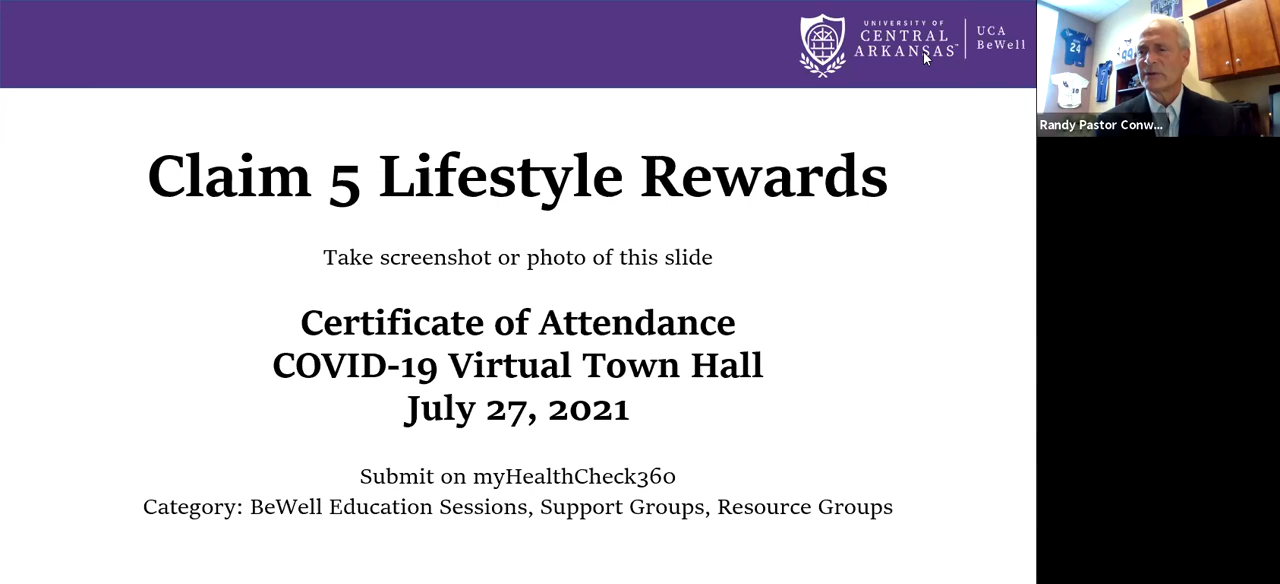 UNIVERSITY OF
CENTRAL
ARKANSAS
UCA
BeWell
Claim 5 Lifestyle Rewards
Take screenshot or photo of this slide
Certificate of Attendance
COVID-19 Virtual Town Hall
July 27, 2021
Submit on myHealthCheck360
Category: BeWell Education Sessions, Support Groups, Resource Groups
Randy Pastor Conw...
24